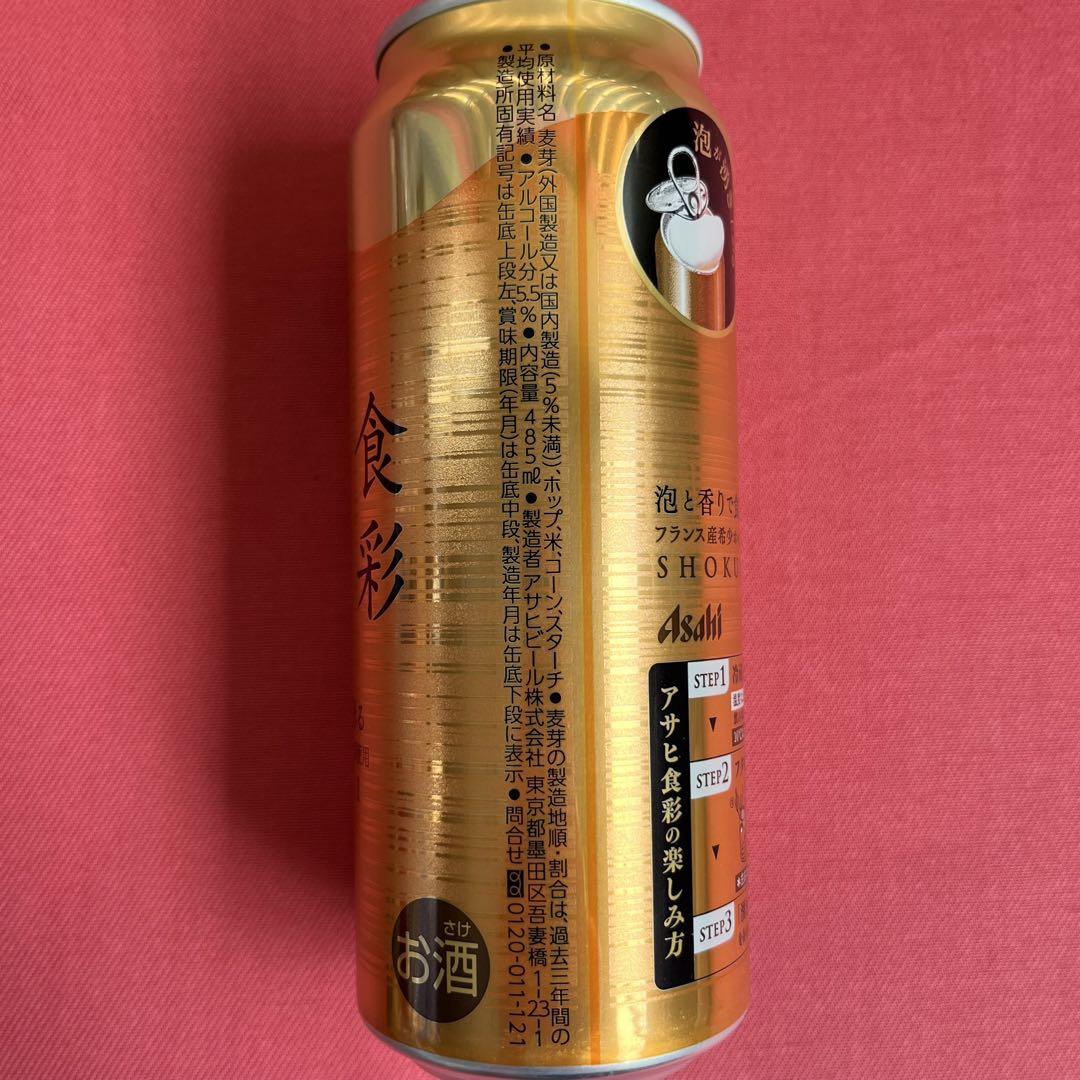 ●原材料名 麦芽(外国製造又は国内製造(5%未満))、ホップ、米、コーン、スターチ ●麦芽の製造地順・割合は、過去三年間の
平均使用実績 ●アルコール分5.5% ●内容量 485㎖ ●製造者 アサヒビール株式会社 東京都墨田区吾妻橋1-23-1
●製造所固有記号は缶底上段左、賞味期限(年月)は缶底中段、製造年月は缶底下段に表示 ●問合せ 0120-011-121
食彩
さけ
お酒
泡が
泡と香りで
フランス産希少
SHOKU
Asahi
アサヒ食彩の楽しみ方
STEP1
STEP2
STEP3